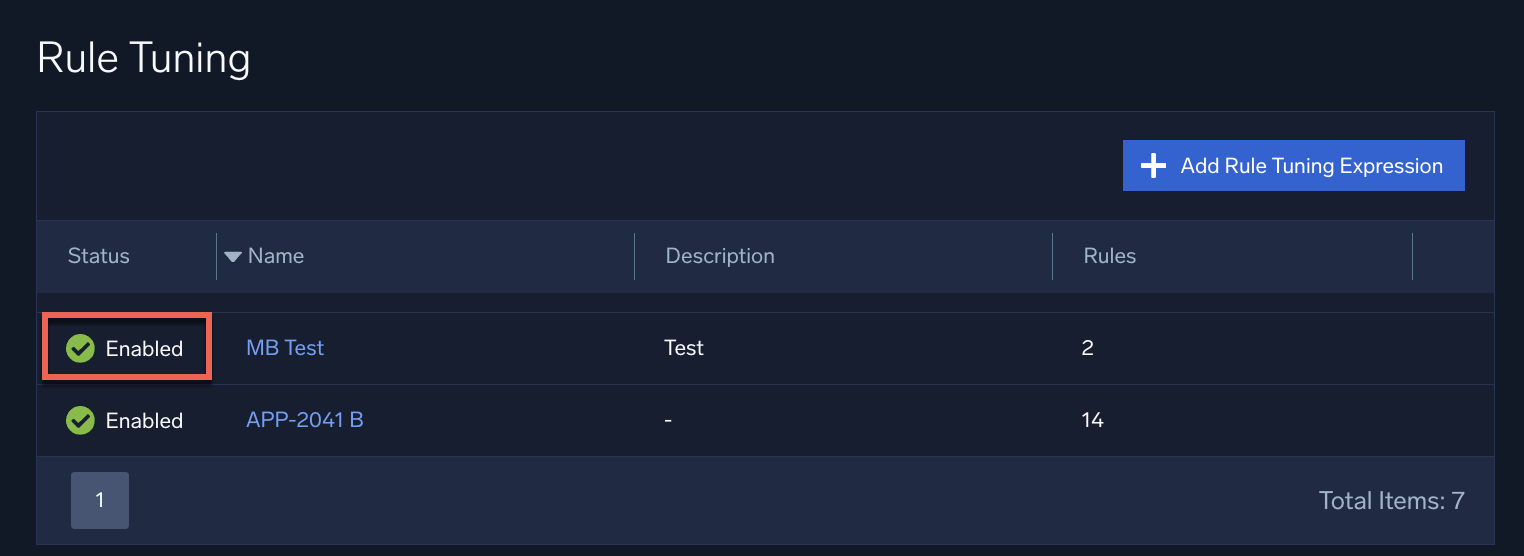 Rule Tuning
Add Rule Tuning Expression
Status Name Description Rules
Enabled MB Test Test 2
Enabled APP-2041 B - 14
1 Total Items: 7